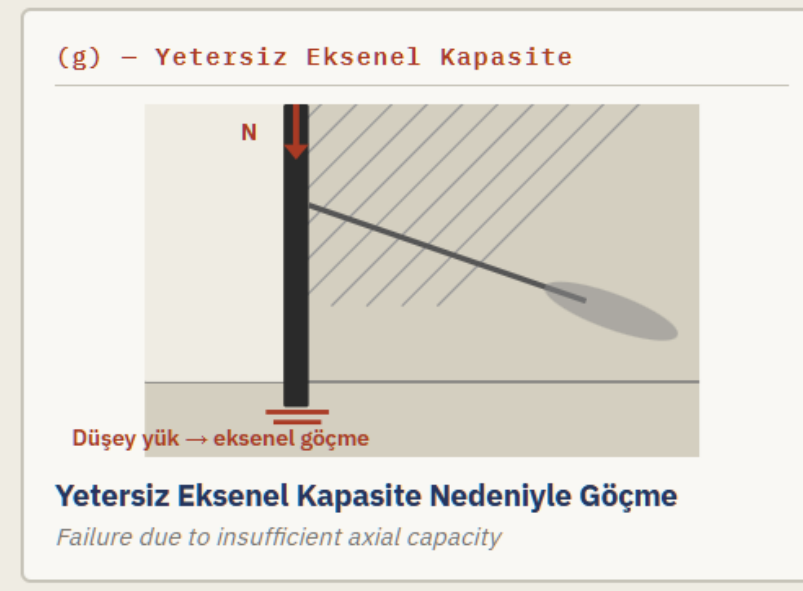 (g) — Yetersiz Eksenel Kapasite
N
Düşey yük → eksenel göçme
Yetersiz Eksenel Kapasite Nedeniyle Göçme
Failure due to insufficient axial capacity